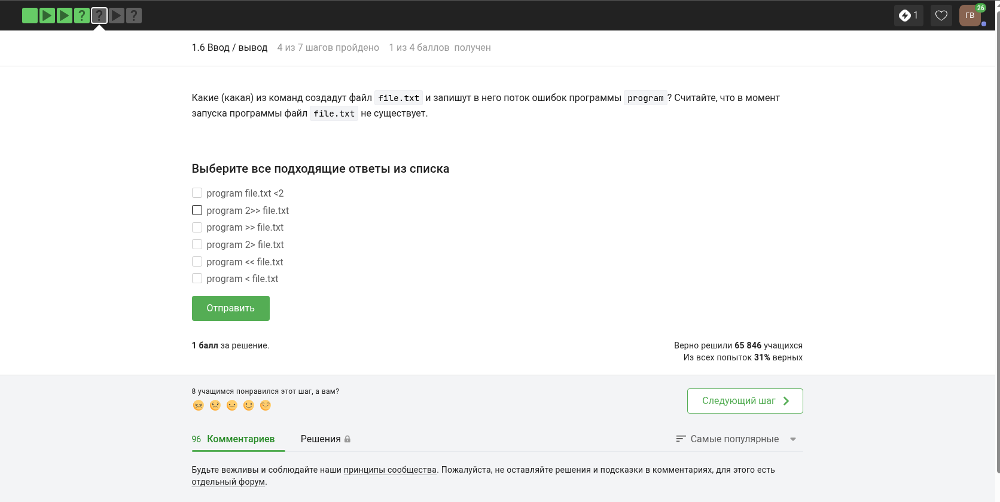 ? ? ?
1
ГВ
26
1.6 Ввод / вывод 4 из 7 шагов пройдено 1 из 4 баллов получен
Какие (какая) из команд создадут файл file.txt и запишут в него поток ошибок программы program? Считайте, что в момент
запуска программы файл file.txt не существует.
Выберите все подходящие ответы из списка
program file.txt <2
program 2>> file.txt
program >> file.txt
program 2> file.txt
program << file.txt
program < file.txt
Отправить
1 балл за решение.
Верно решили 65 846 учащихся
Из всех попыток 31% верных
8 учащимся понравился этот шаг, а вам?
Следующий шаг
96 Комментариев Решения Самые популярные
Будьте вежливы и соблюдайте наши принципы сообщества. Пожалуйста, не оставляйте решения и подсказки в комментариях, для этого есть
отдельный форум.